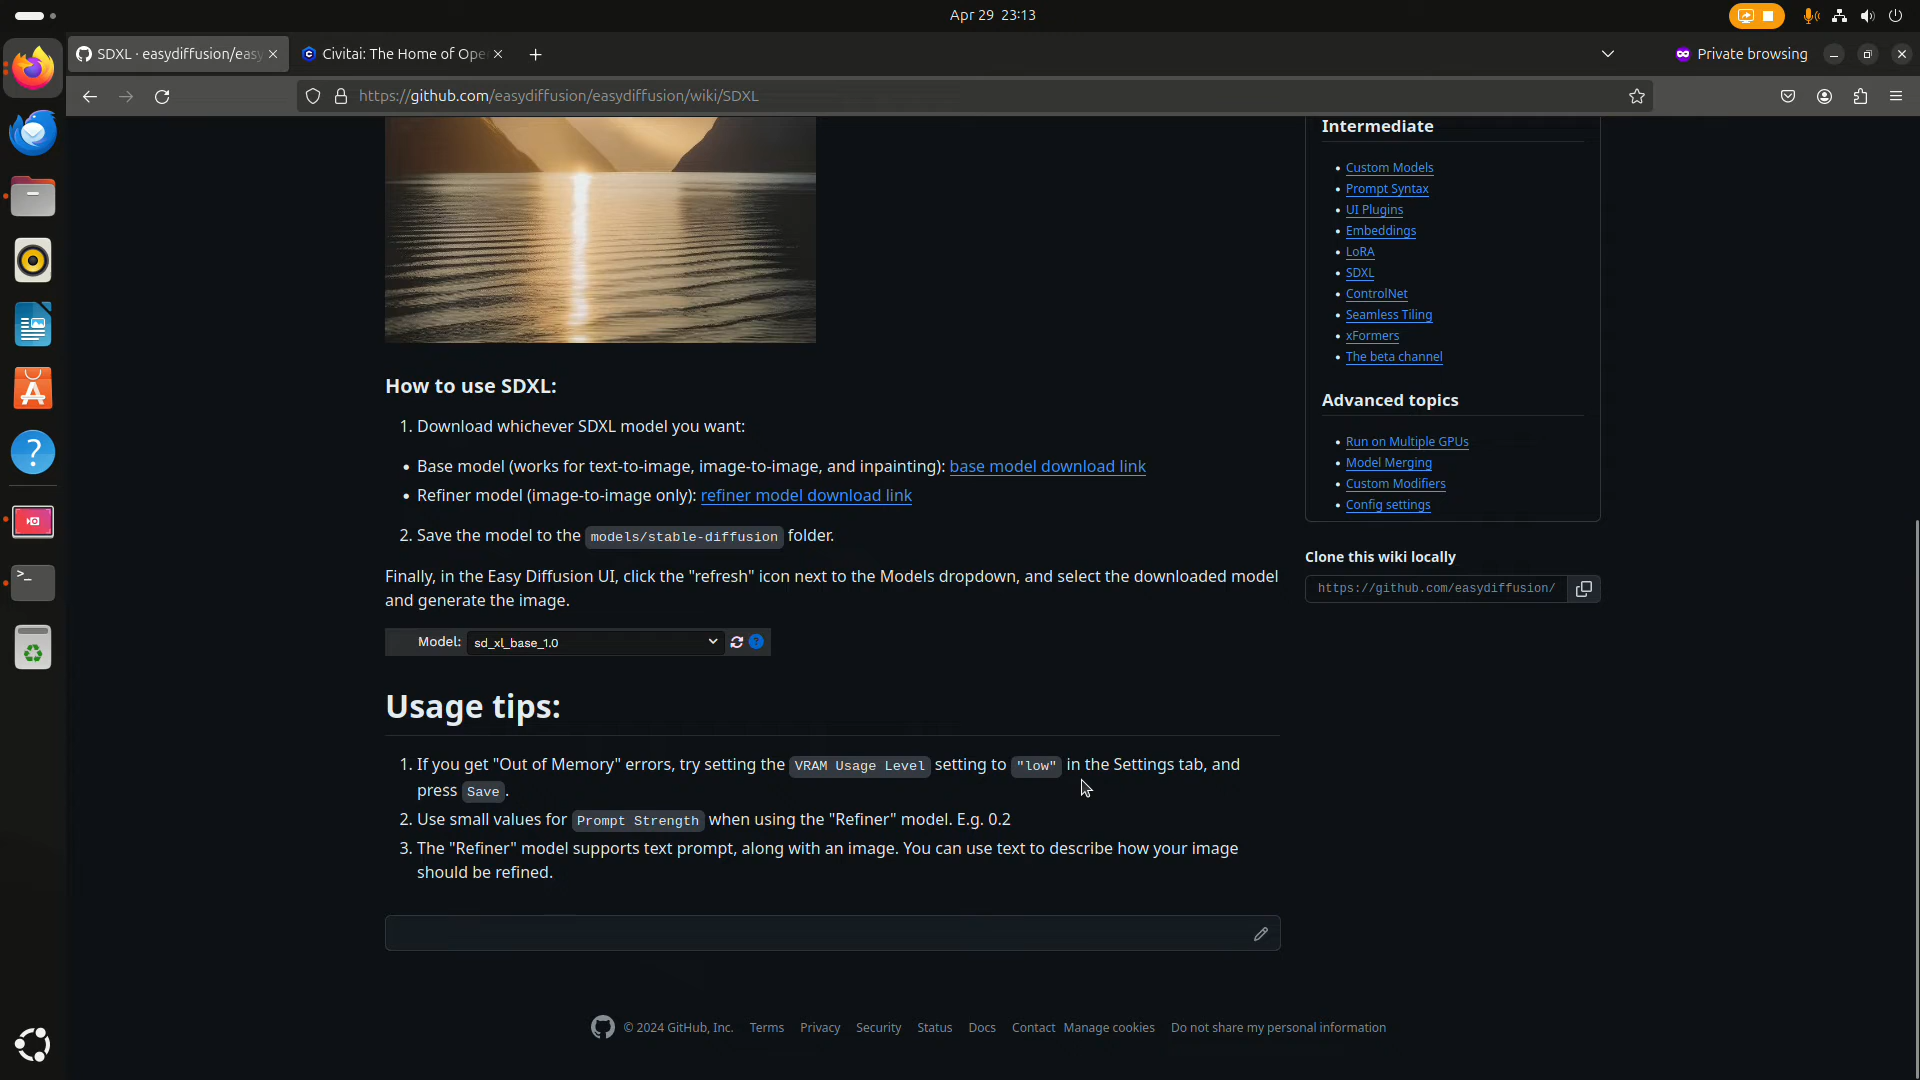 Apr 29 23:13
SDXL · easydiffusion/easy
Civitai: The Home of Ope
Private browsing
https://github.com/easydiffusion/easydiffusion/wiki/SDXL
Intermediate
Custom Models
Prompt Syntax
UI Plugins
Embeddings
LoRA
SDXL
ControlNet
Seamless Tiling
xFormers
The beta channel
Advanced topics
Run on Multiple GPUs
Model Merging
Custom Modifiers
Config settings
Clone this wiki locally
https://github.com/easydiffusion/
How to use SDXL:
1. Download whichever SDXL model you want:
• Base model (works for text-to-image, image-to-image, and inpainting): base model download link
• Refiner model (image-to-image only): refiner model download link
2. Save the model to the models/stable-diffusion folder.
Finally, in the Easy Diffusion UI, click the "refresh" icon next to the Models dropdown, and select the downloaded model
and generate the image.
Model: sd_xl_base_1.0
Usage tips:
1. If you get "Out of Memory" errors, try setting the VRAM Usage Level setting to "low" in the Settings tab, and
press Save.
2. Use small values for Prompt Strength when using the "Refiner" model. E.g. 0.2
3. The "Refiner" model supports text prompt, along with an image. You can use text to describe how your image
should be refined.
© 2024 GitHub, Inc. Terms Privacy Security Status Docs Contact Manage cookies Do not share my personal information